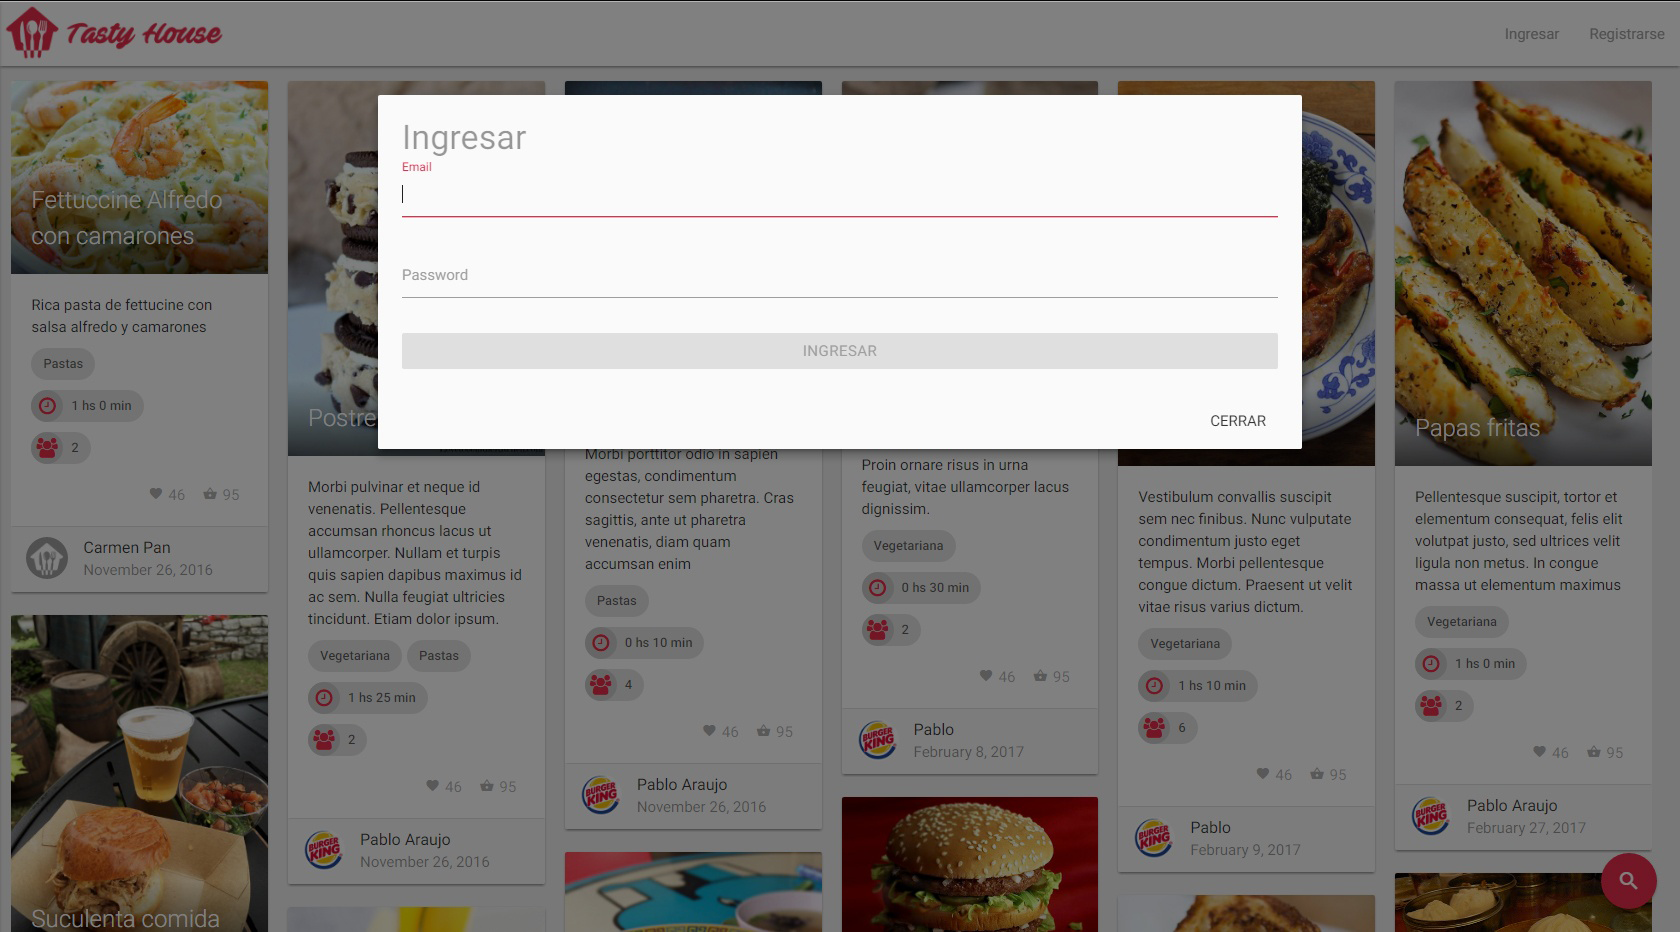 Tasty House
Ingresar
Registrarse
Ingresar
Email
Password
INGRESAR
CERRAR
Fettuccine Alfredo
con camarones
Rica pasta de fettucine con
salsa alfredo y camarones
Pastas
1 hs 0 min
2
46 95
Carmen Pan
November 26, 2016
Suculenta comida
Postre
Morbi pulvinar et neque id
venenatis. Pellentesque
accumsan rhoncus lacus ut
ullamcorper. Nullam et turpis
quis sapien dapibus maximus id
ac sem. Nulla feugiat ultricies
tincidunt. Etiam dolor ipsum.
Vegetariana Pastas
1 hs 25 min
2
46 95
BURGER
KING
Pablo Araujo
November 26, 2016
Morbi porttitor odio in sapien
egestas, condimentum
consectetur sem pharetra. Cras
sagittis, ante ut pharetra
venenatis, diam quam
accumsan enim
Pastas
0 hs 10 min
4
46 95
BURGER
KING
Pablo Araujo
November 26, 2016
Proin ornare risus in urna
feugiat, vitae ullamcorper lacus
dignissim.
Vegetariana
0 hs 30 min
2
46 95
BURGER
KING
Pablo
February 8, 2017
Vestibulum convallis suscipit
sem nec finibus. Nunc vulputate
condimentum justo eget
tempus. Morbi pellentesque
congue dictum. Praesent ut velit
vitae risus varius dictum.
Vegetariana
1 hs 10 min
6
46 95
BURGER
KING
Pablo
February 9, 2017
Papas fritas
Pellentesque suscipit, tortor et
elementum consequat, felis elit
volutpat justo, sed ultrices velit
ligula non metus. In congue
massa ut elementum maximus
Vegetariana
1 hs 0 min
2
46 95
BURGER
KING
Pablo Araujo
February 27, 2017